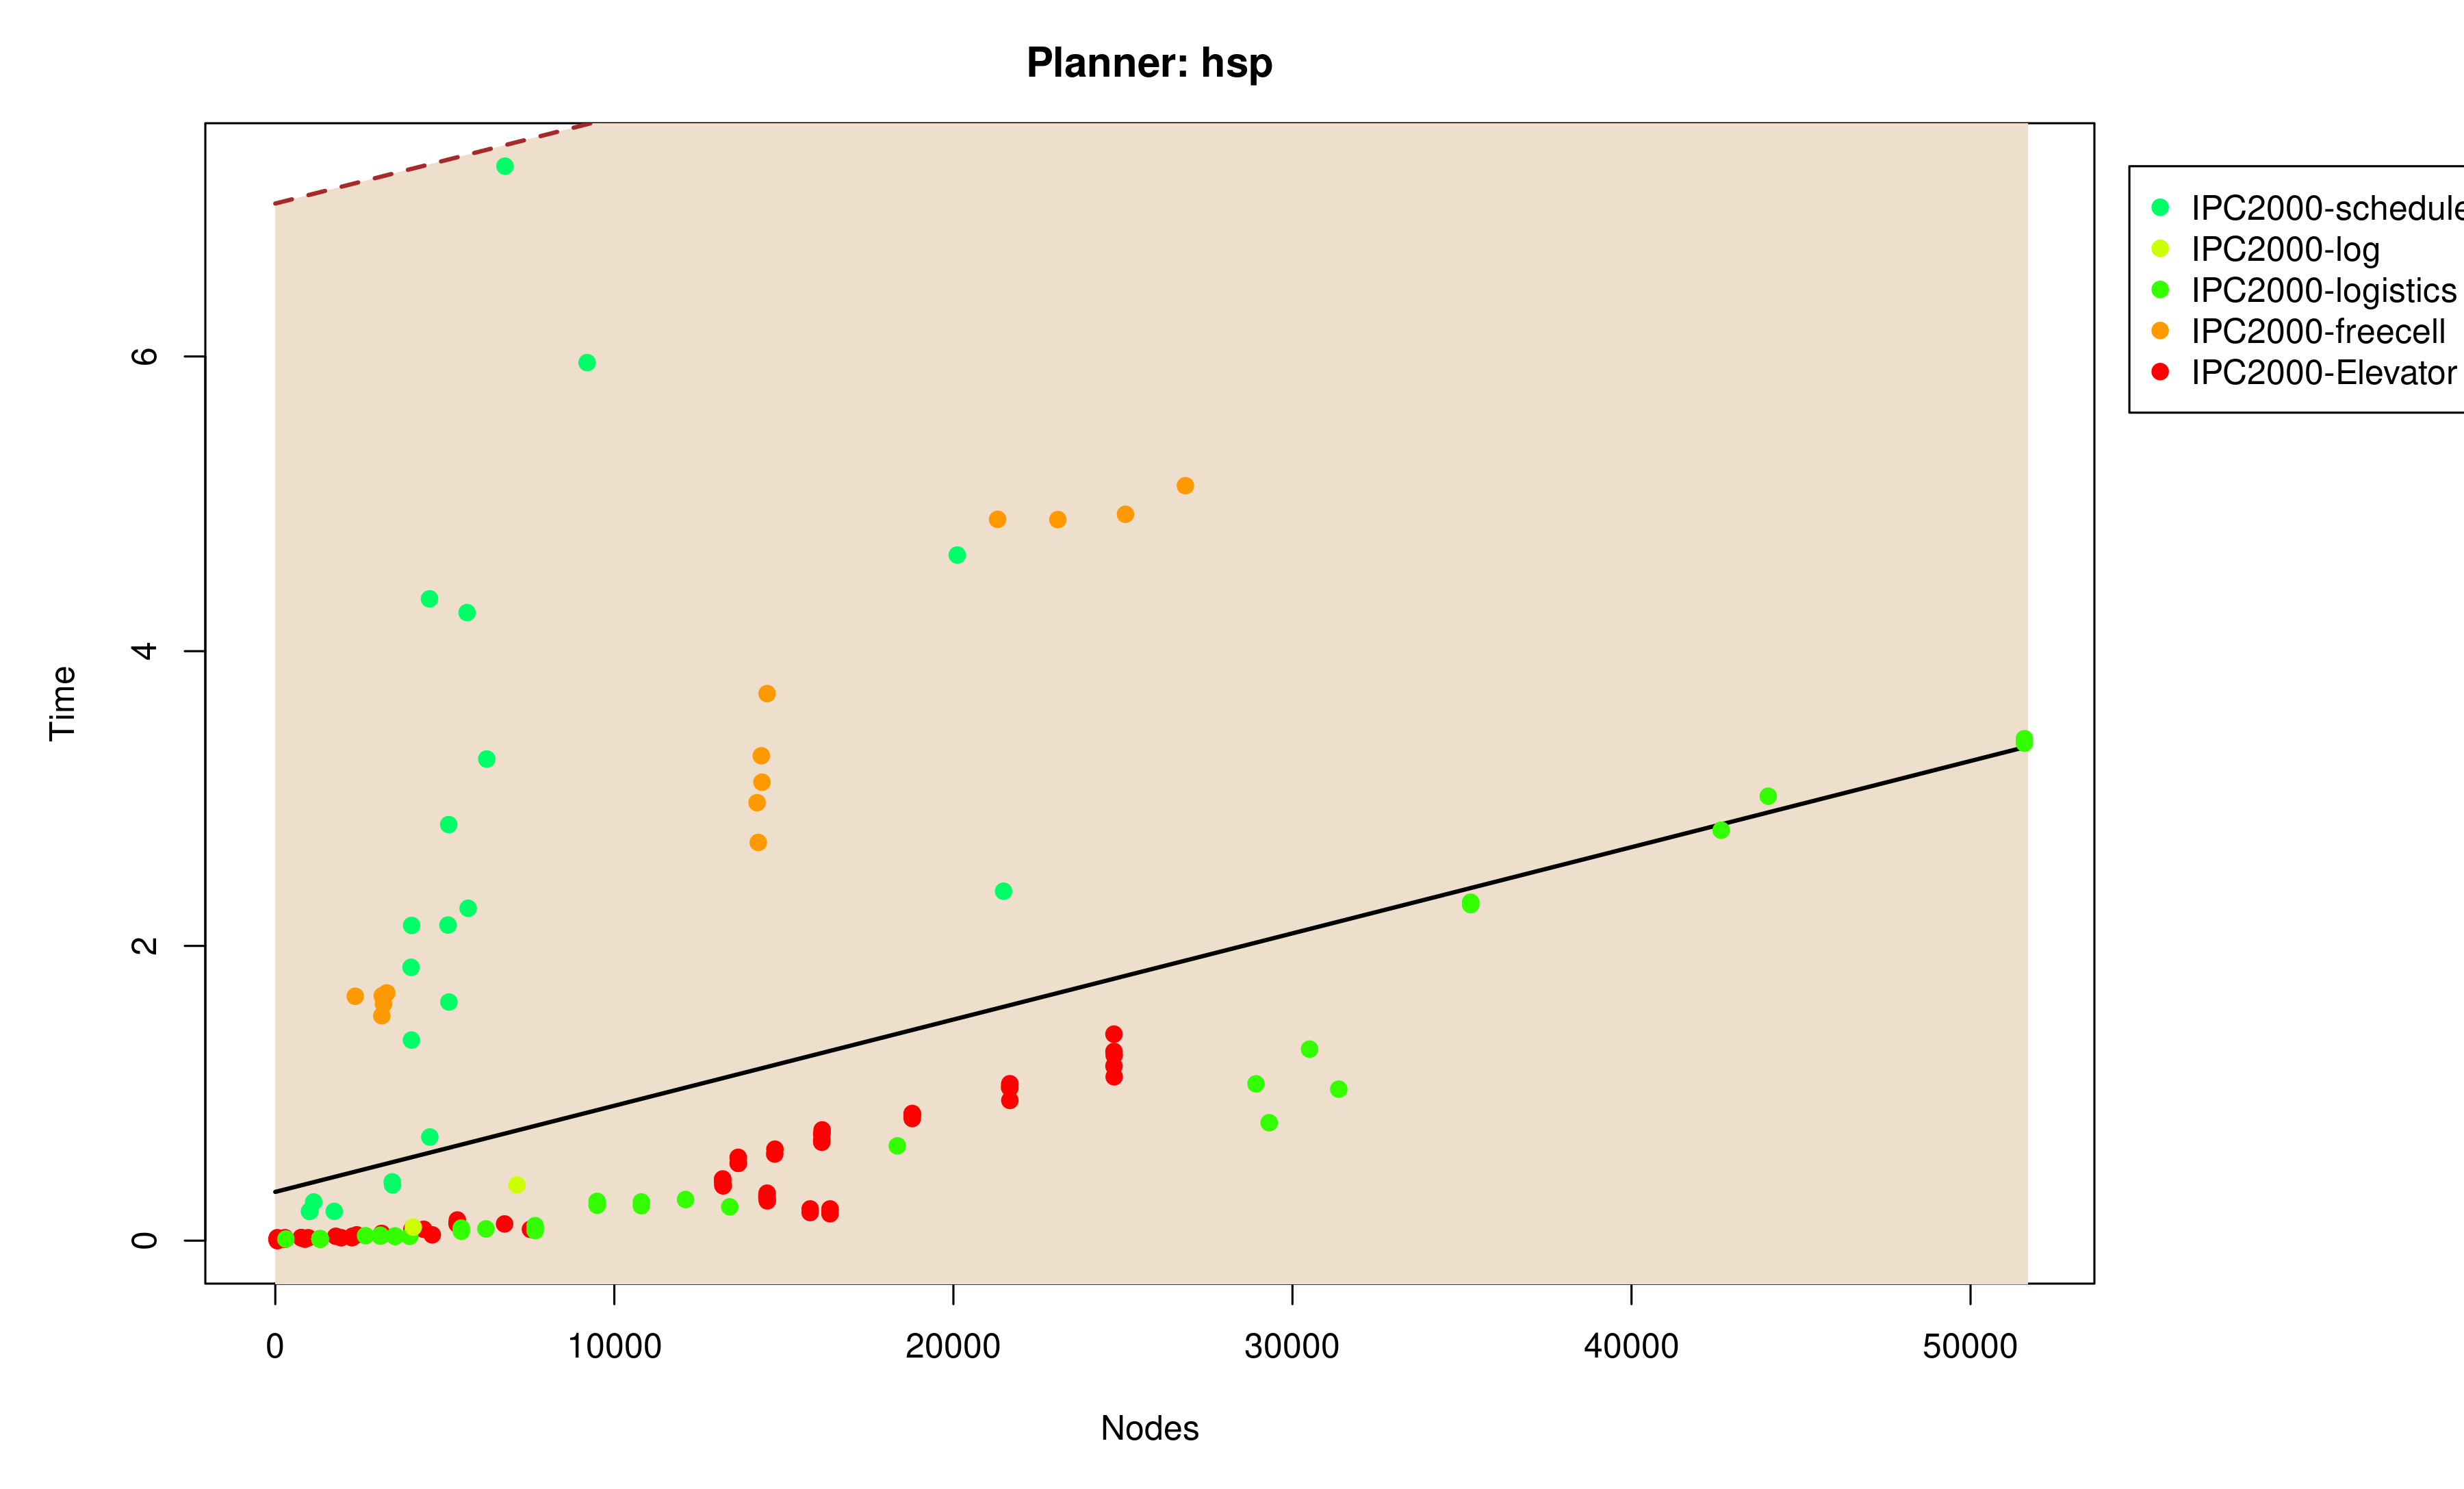 Planner: hsp
IPC2000-schedule
IPC2000-log
IPC2000-logistics
IPC2000-freecell
IPC2000-Elevator
Time
6
4
2
0
0 10000 20000 30000 40000 50000
Nodes